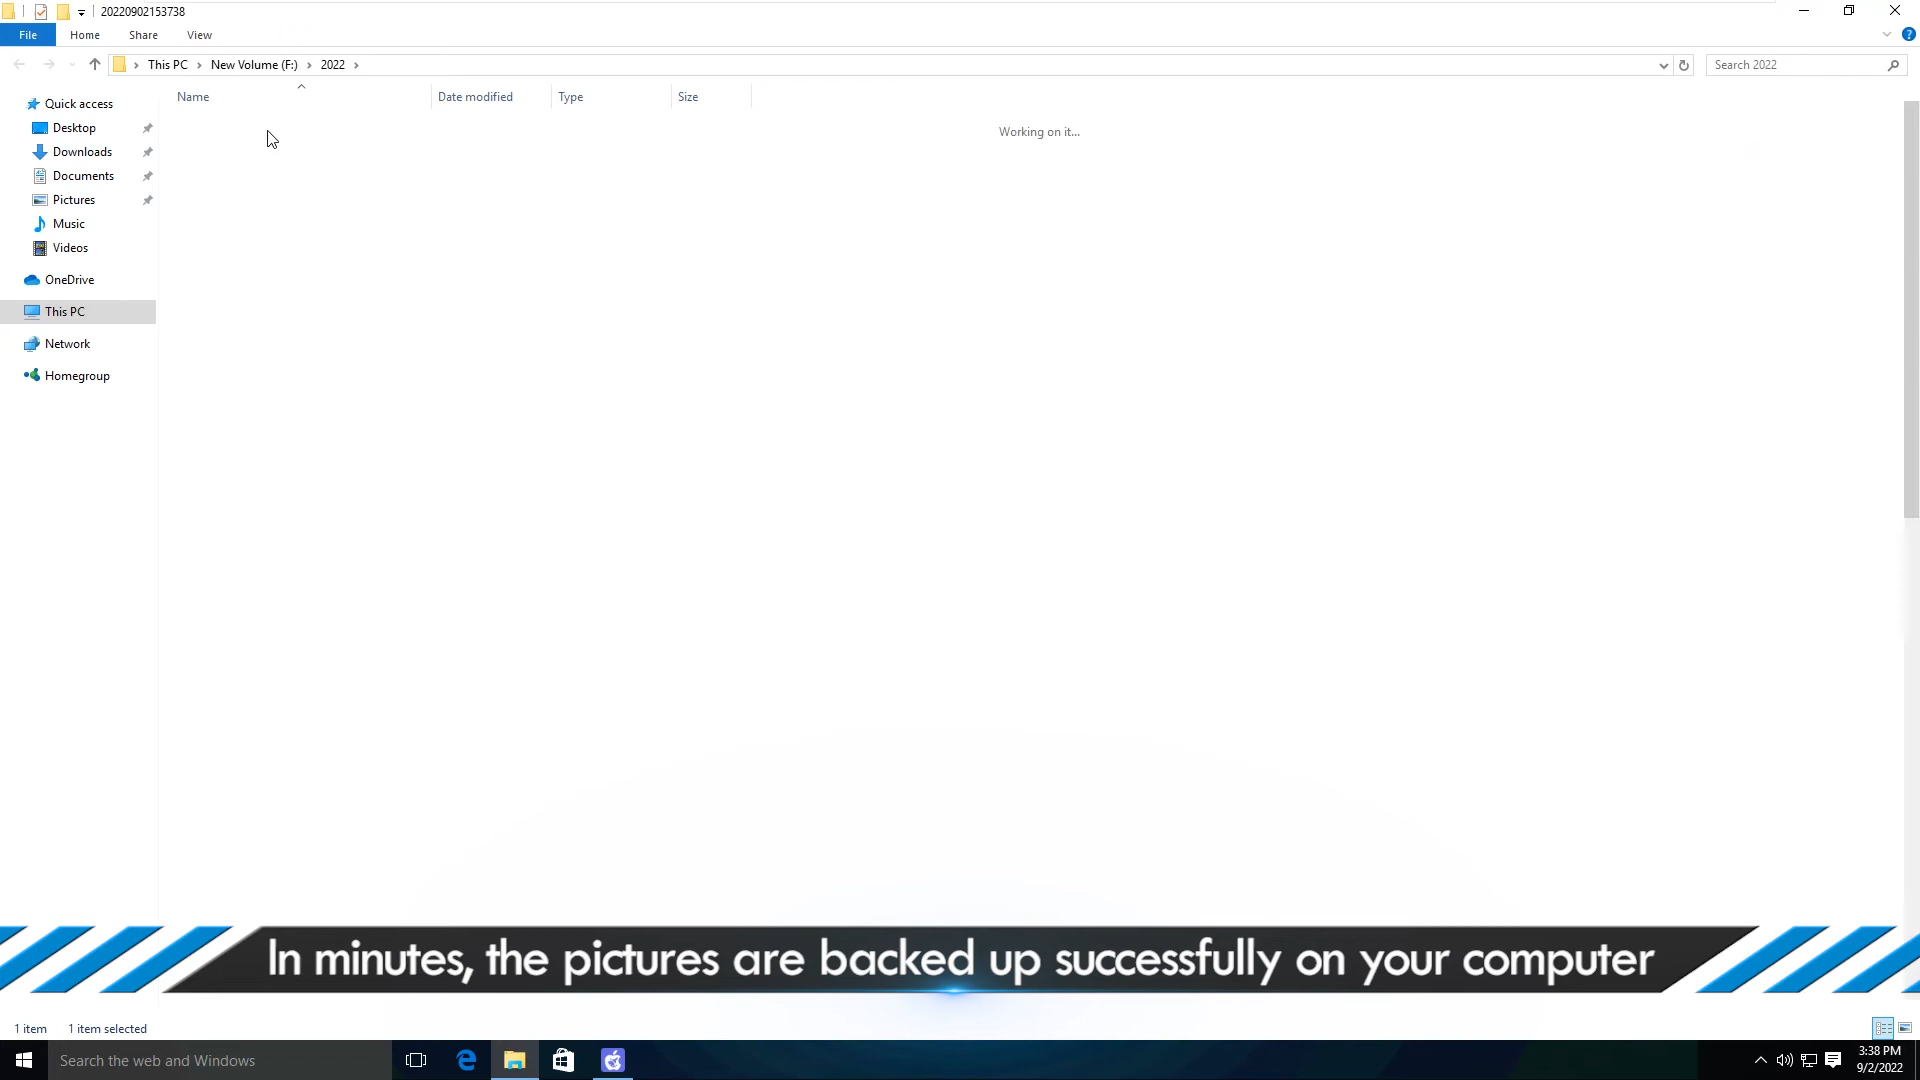 20220902153738
File Home Share View
This PC New Volume (F:) 2022
Search 2022
Name Date modified Type Size
Working on it...
Quick access
Desktop
Downloads
Documents
Pictures
Music
Videos
OneDrive
This PC
Network
Homegroup
In minutes, the pictures are backed up successfully on your computer
1 item 1 item selected
Search the web and Windows
3:38 PM
9/2/2022